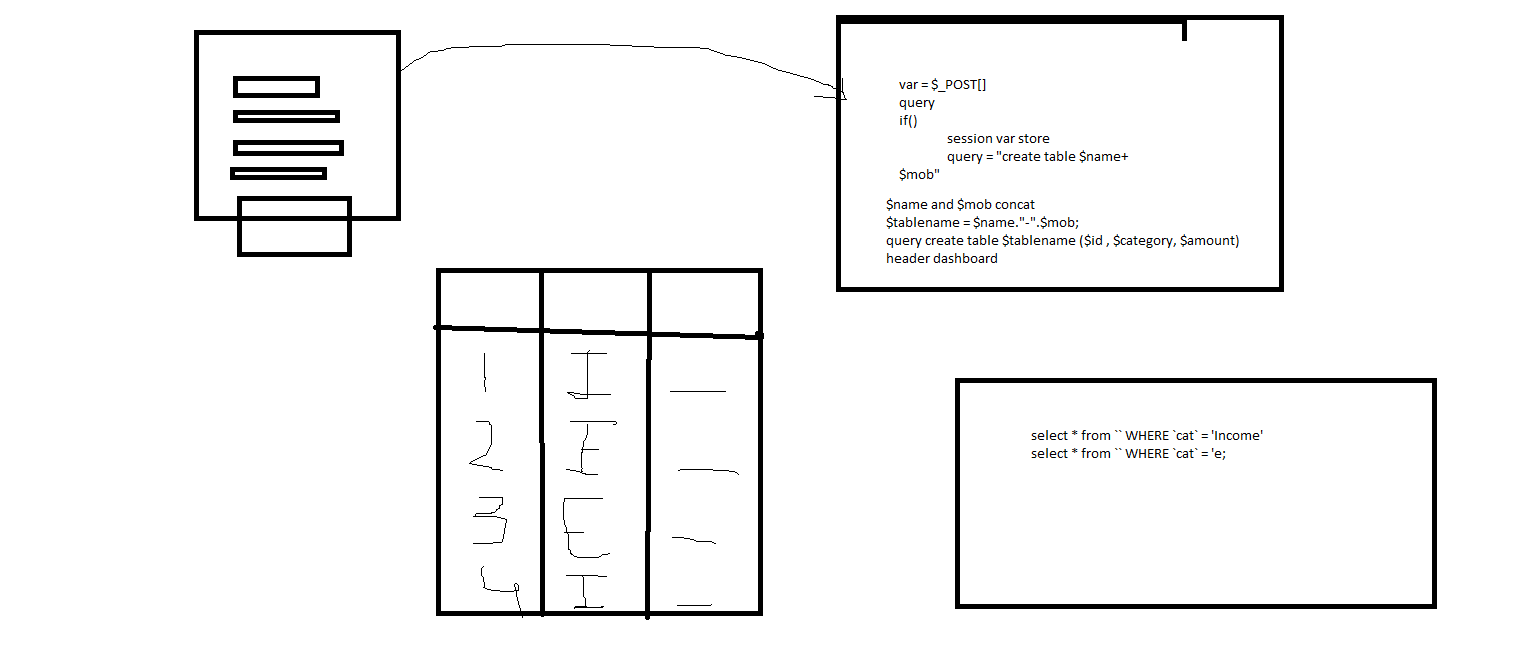 var = $_POST[]
query
if()
session var store
query = "create table $name+
$mob"
$name and $mob concat
$tablename = $name."-".$mob;
query create table $tablename ($id , $category, $amount)
header dashboard
1 I —
2 E —
3 E —
4 I —
select * from `` WHERE `cat` = 'Income'
select * from `` WHERE `cat` = 'e;